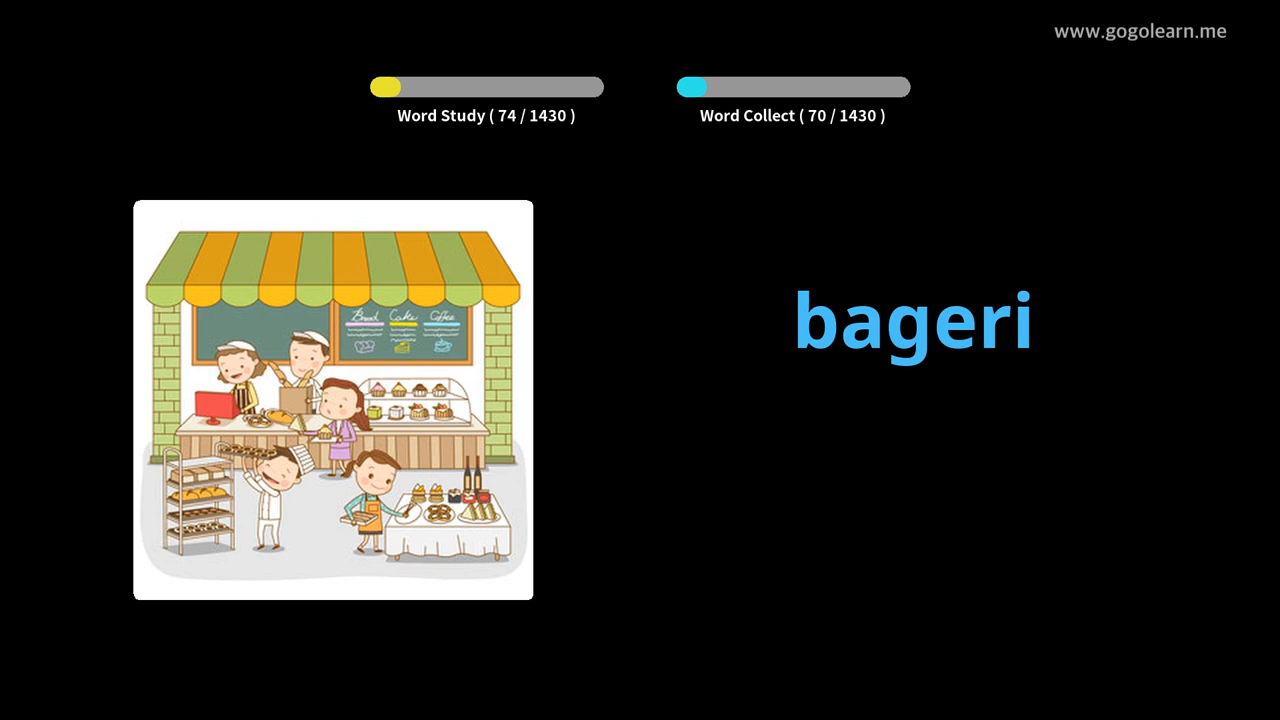 www.gogolearn.me
Word Study ( 74 / 1430 )
Word Collect ( 70 / 1430 )
Bread Cake Coffee
bageri